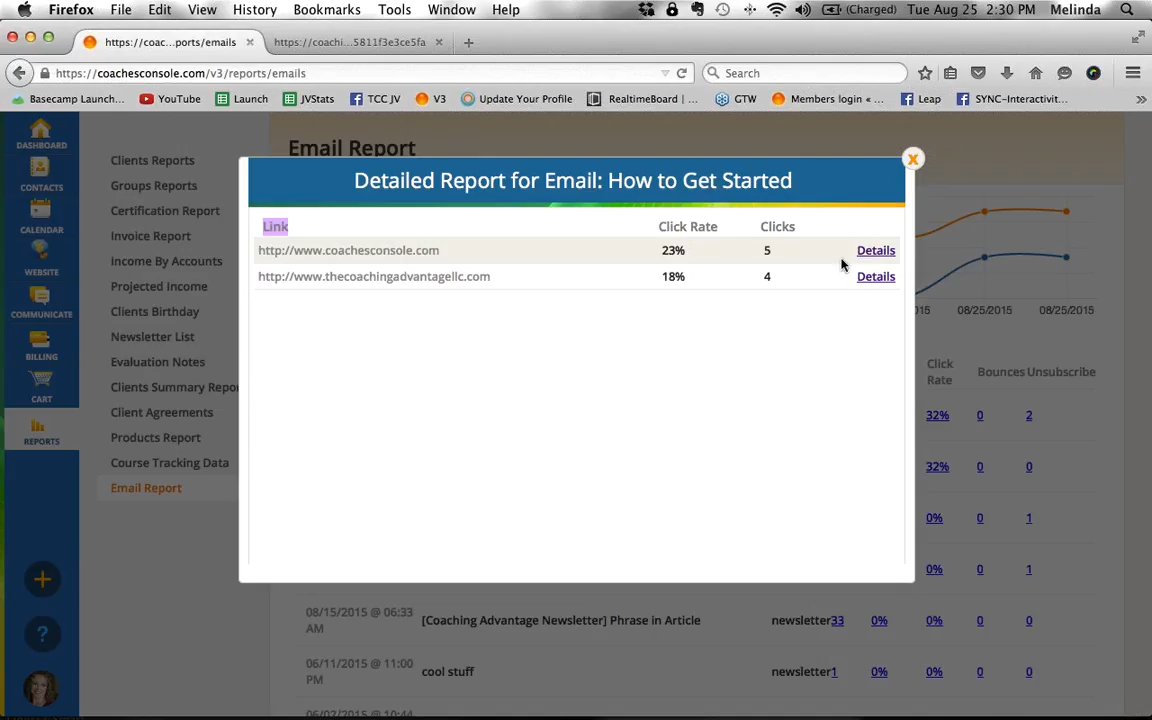 Firefox File Edit View History Bookmarks Tools Window Help (Charged) Tue Aug 25 2:30 PM Melinda
https://coac...ports/emails × https://coachi...5811f3e3ce5fa ×
https://coachesconsole.com/v3/reports/emails Search
Basecamp Launch... YouTube Launch JVStats TCC JV V3 Update Your Profile RealtimeBoard | ... GTW Members login « ... Leap SYNC-Interactivit...
DASHBOARD
CONTACTS
CALENDAR
WEBSITE
COMMUNICATE
BILLING
CART
REPORTS
?
Clients Reports
Groups Reports
Certification Report
Invoice Report
Income By Accounts
Projected Income
Clients Birthday
Newsletter List
Evaluation Notes
Clients Summary Repor
Client Agreements
Products Report
Course Tracking Data
Email Report
Email Report
X
Detailed Report for Email: How to Get Started
Link Click Rate Clicks
http://www.coachesconsole.com 23% 5 Details
http://www.thecoachingadvantagellc.com 18% 4 Details
015 08/25/2015 08/25/2015
Click Rate Bounces Unsubscribe
32% 0 2
32% 0 0
0% 0 1
0% 0 1
08/15/2015 @ 06:33 AM [Coaching Advantage Newsletter] Phrase in Article newsletter 33 0% 0% 0 0
06/11/2015 @ 11:00 PM cool stuff newsletter 1 0% 0% 0 0
06/02/2015 @ 10:44